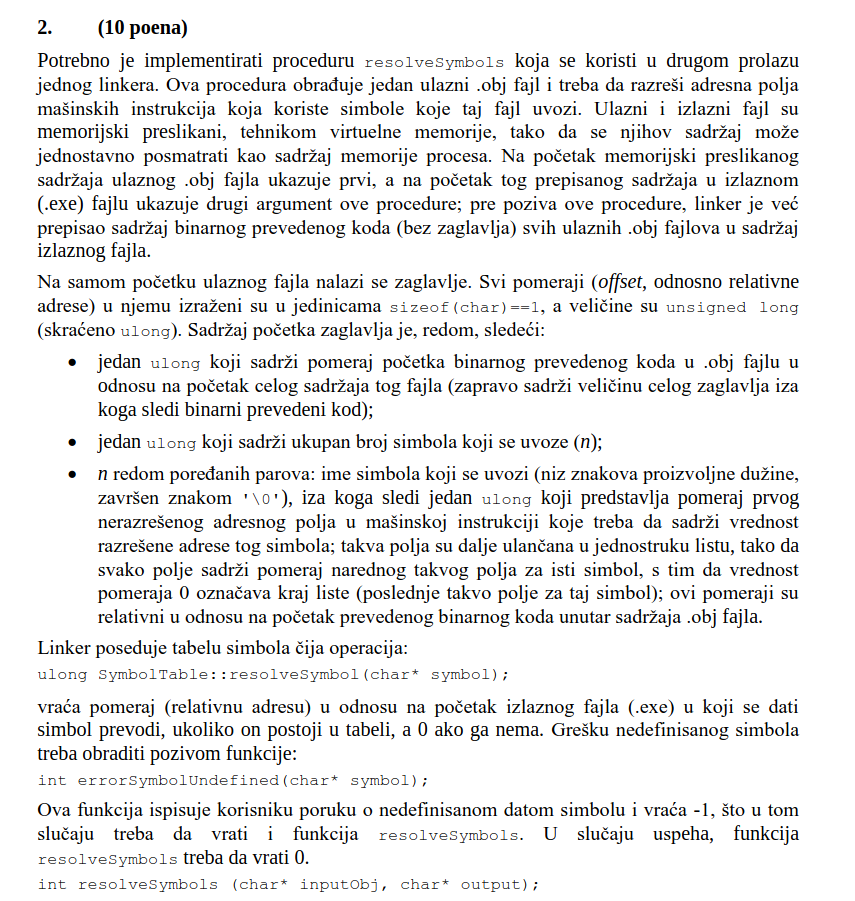 2. (10 poena)
Potrebno je implementirati proceduru resolveSymbols koja se koristi u drugom prolazu
jednog linkera. Ova procedura obrađuje jedan ulazni .obj fajl i treba da razreši adresna polja
mašinskih instrukcija koja koriste simbole koje taj fajl uvozi. Ulazni i izlazni fajl su
memorijski preslikani, tehnikom virtuelne memorije, tako da se njihov sadržaj može
jednostavno posmatrati kao sadržaj memorije procesa. Na početak memorijski preslikanog
sadržaja ulaznog .obj fajla ukazuje prvi, a na početak tog prepisanog sadržaja u izlaznom
(.exe) fajlu ukazuje drugi argument ove procedure; pre poziva ove procedure, linker je već
prepisao sadržaj binarnog prevedenog koda (bez zaglavlja) svih ulaznih .obj fajlova u sadržaj
izlaznog fajla.
Na samom početku ulaznog fajla nalazi se zaglavlje. Svi pomeraji (offset, odnosno relativne
adrese) u njemu izraženi su u jedinicama sizeof(char)==1, a veličine su unsigned long
(skraćeno ulong). Sadržaj početka zaglavlja je, redom, sledeći:
• jedan ulong koji sadrži pomeraj početka binarnog prevedenog koda u .obj fajlu u
odnosu na početak celog sadržaja tog fajla (zapravo sadrži veličinu celog zaglavlja iza
koga sledi binarni prevedeni kod);
• jedan ulong koji sadrži ukupan broj simbola koji se uvoze (n);
• n redom poređanih parova: ime simbola koji se uvozi (niz znakova proizvoljne dužine,
završen znakom '\0'), iza koga sledi jedan ulong koji predstavlja pomeraj prvog
nerazrešenog adresnog polja u mašinskoj instrukciji koje treba da sadrži vrednost
razrešene adrese tog simbola; takva polja su dalje ulančana u jednostruku listu, tako da
svako polje sadrži pomeraj narednog takvog polja za isti simbol, s tim da vrednost
pomeraja 0 označava kraj liste (poslednje takvo polje za taj simbol); ovi pomeraji su
relativni u odnosu na početak prevedenog binarnog koda unutar sadržaja .obj fajla.
Linker poseduje tabelu simbola čija operacija:
ulong SymbolTable::resolveSymbol(char* symbol);
vraća pomeraj (relativnu adresu) u odnosu na početak izlaznog fajla (.exe) u koji se dati
simbol prevodi, ukoliko on postoji u tabeli, a 0 ako ga nema. Grešku nedefinisanog simbola
treba obraditi pozivom funkcije:
int errorSymbolUndefined(char* symbol);
Ova funkcija ispisuje korisniku poruku o nedefinisanom datom simbolu i vraća -1, što u tom
slučaju treba da vrati i funkcija resolveSymbols. U slučaju uspeha, funkcija
resolveSymbols treba da vrati 0.
int resolveSymbols (char* inputObj, char* output);